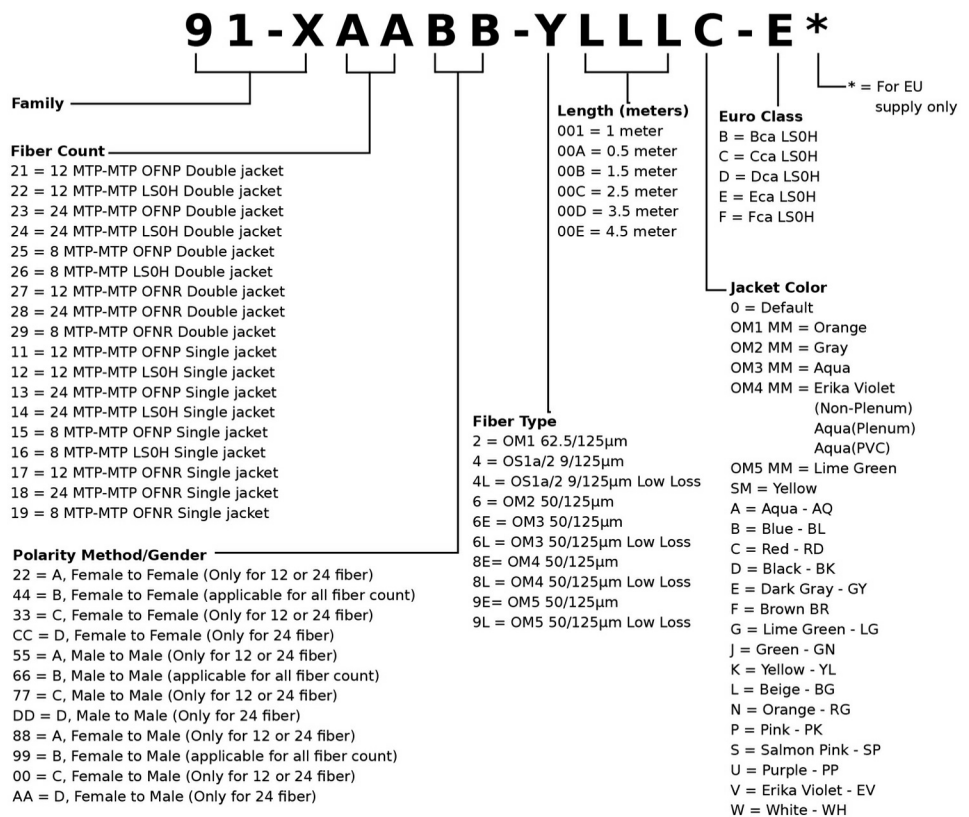 91-XAABB-YLLLC-E*
Family
* = For EU
supply only
Fiber Count
21 = 12 MTP-MTP OFNP Double jacket
22 = 12 MTP-MTP LS0H Double jacket
23 = 24 MTP-MTP OFNP Double jacket
24 = 24 MTP-MTP LS0H Double jacket
25 = 8 MTP-MTP OFNP Double jacket
26 = 8 MTP-MTP LS0H Double jacket
27 = 12 MTP-MTP OFNR Double jacket
28 = 24 MTP-MTP OFNR Double jacket
29 = 8 MTP-MTP OFNR Double jacket
11 = 12 MTP-MTP OFNP Single jacket
12 = 12 MTP-MTP LS0H Single jacket
13 = 24 MTP-MTP OFNP Single jacket
14 = 24 MTP-MTP LS0H Single jacket
15 = 8 MTP-MTP OFNP Single jacket
16 = 8 MTP-MTP LS0H Single jacket
17 = 12 MTP-MTP OFNR Single jacket
18 = 24 MTP-MTP OFNR Single jacket
19 = 8 MTP-MTP OFNR Single jacket
Polarity Method/Gender
22 = A, Female to Female (Only for 12 or 24 fiber)
44 = B, Female to Female (applicable for all fiber count)
33 = C, Female to Female (Only for 12 or 24 fiber)
CC = D, Female to Female (Only for 24 fiber)
55 = A, Male to Male (Only for 12 or 24 fiber)
66 = B, Male to Male (applicable for all fiber count)
77 = C, Male to Male (Only for 12 or 24 fiber)
DD = D, Male to Male (Only for 24 fiber)
88 = A, Female to Male (Only for 12 or 24 fiber)
99 = B, Female to Male (applicable for all fiber count)
00 = C, Female to Male (Only for 12 or 24 fiber)
AA = D, Female to Male (Only for 24 fiber)
Fiber Type
2 = OM1 62.5/125µm
4 = OS1a/2 9/125µm
4L = OS1a/2 9/125µm Low Loss
6 = OM2 50/125µm
6E= OM3 50/125µm
6L = OM3 50/125µm Low Loss
8E= OM4 50/125µm
8L = OM4 50/125µm Low Loss
9E= OM5 50/125µm
9L = OM5 50/125µm Low Loss
Length (meters)
001 = 1 meter
00A = 0.5 meter
00B = 1.5 meter
00C = 2.5 meter
00D = 3.5 meter
00E = 4.5 meter
Euro Class
B = Bca LS0H
C = Cca LS0H
D = Dca LS0H
E = Eca LS0H
F = Fca LS0H
Jacket Color
0 = Default
OM1 MM = Orange
OM2 MM = Gray
OM3 MM = Aqua
OM4 MM = Erika Violet
(Non-Plenum)
Aqua(Plenum)
Aqua(PVC)
OM5 MM = Lime Green
SM = Yellow
A = Aqua - AQ
B = Blue - BL
C = Red - RD
D = Black - BK
E = Dark Gray - GY
F = Brown BR
G = Lime Green - LG
J = Green - GN
K = Yellow - YL
L = Beige - BG
N = Orange - RG
P = Pink - PK
S = Salmon Pink - SP
U = Purple - PP
V = Erika Violet - EV
W = White - WH